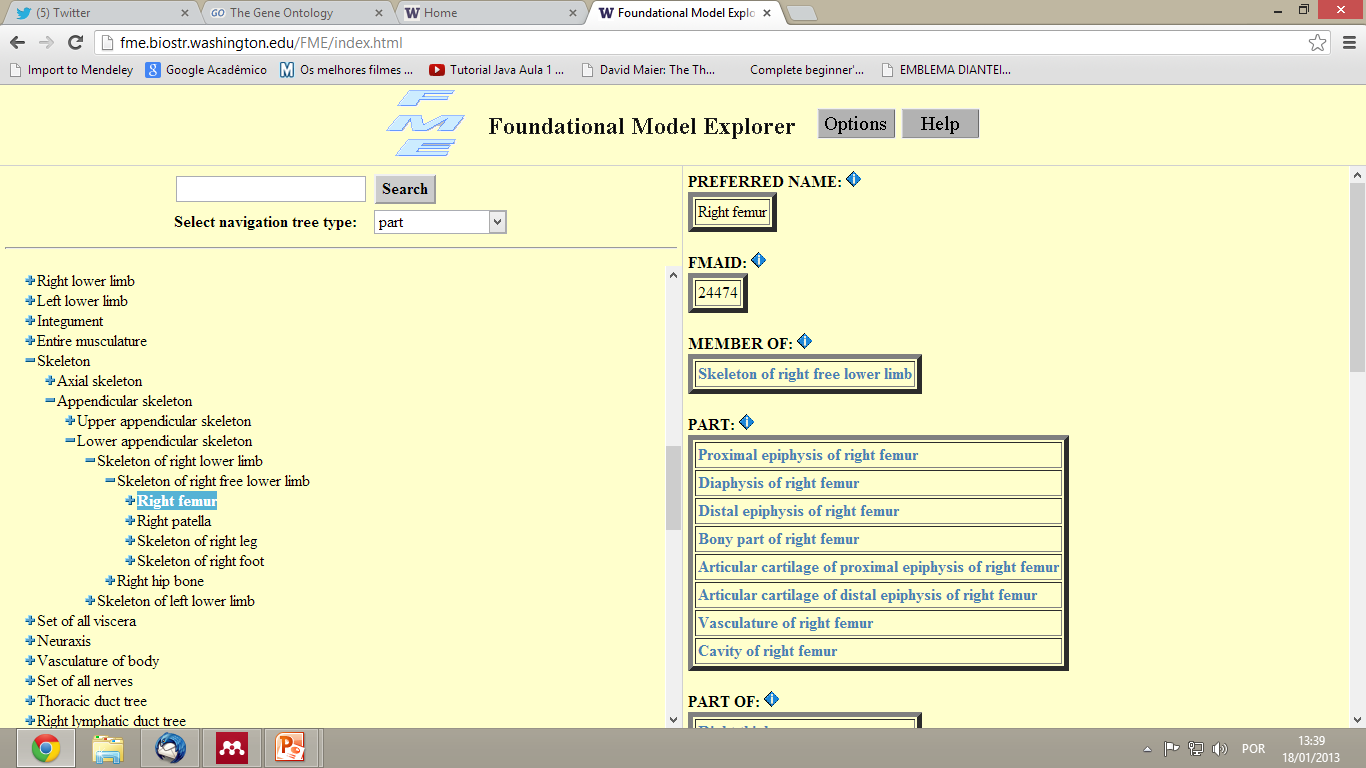 (5) Twitter
GO The Gene Ontology
W Home
W Foundational Model Explo
fme.biostr.washington.edu/FME/index.html
Import to Mendeley
Google Acadêmico
Os melhores filmes ...
Tutorial Java Aula 1 ...
David Maier: The Th...
Complete beginner'...
EMBLEMA DIANTEI...
FME
Foundational Model Explorer
Options
Help
Search
Select navigation tree type: part
Right lower limb
Left lower limb
Integument
Entire musculature
Skeleton
Axial skeleton
Appendicular skeleton
Upper appendicular skeleton
Lower appendicular skeleton
Skeleton of right lower limb
Skeleton of right free lower limb
Right femur
Right patella
Skeleton of right leg
Skeleton of right foot
Right hip bone
Skeleton of left lower limb
Set of all viscera
Neuraxis
Vasculature of body
Set of all nerves
Thoracic duct tree
Right lymphatic duct tree
PREFERRED NAME:
Right femur
FMAID:
24474
MEMBER OF:
Skeleton of right free lower limb
PART:
Proximal epiphysis of right femur
Diaphysis of right femur
Distal epiphysis of right femur
Bony part of right femur
Articular cartilage of proximal epiphysis of right femur
Articular cartilage of distal epiphysis of right femur
Vasculature of right femur
Cavity of right femur
PART OF:
POR
13:39
18/01/2013